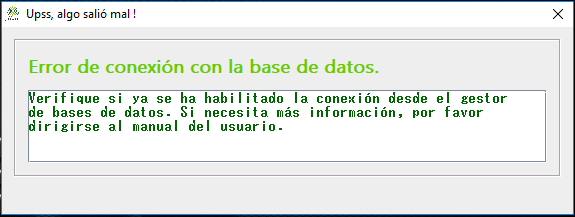 Upss, algo salió mal !
Error de conexión con la base de datos.
Verifique si ya se ha habilitado la conexión desde el gestor
de bases de datos. Si necesita más información, por favor
dirigirse al manual del usuario.